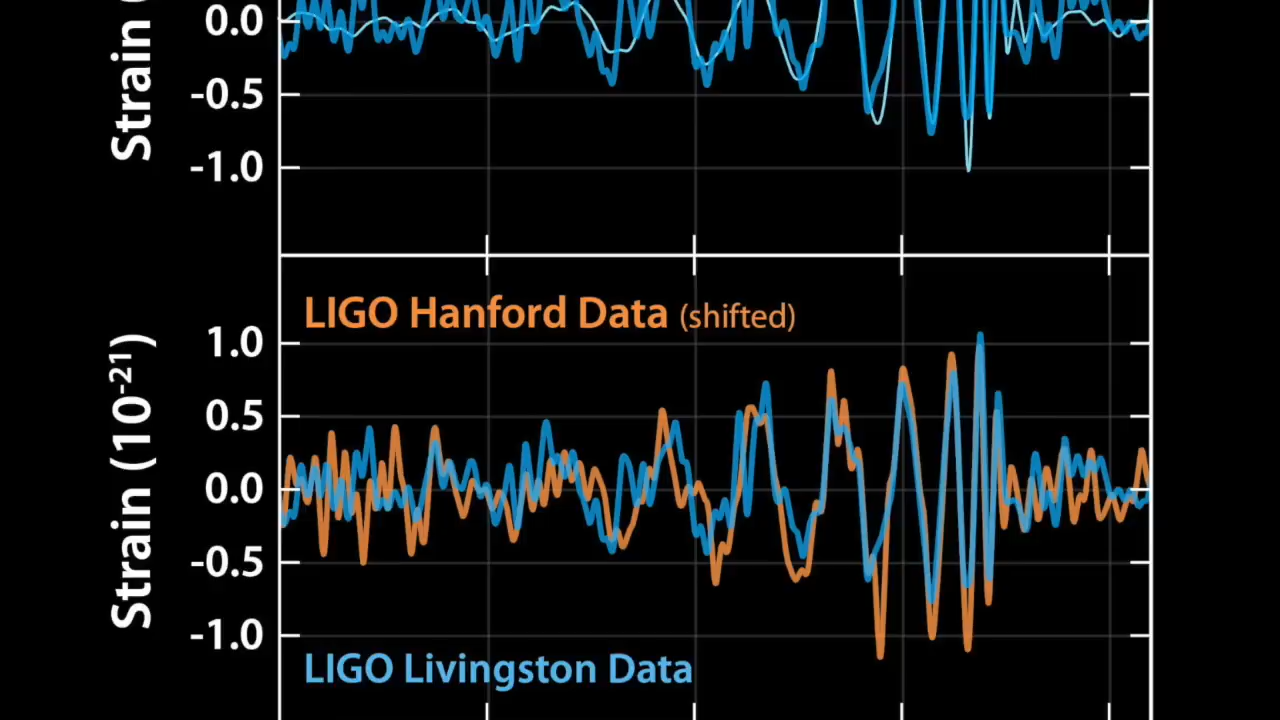 Strain (
0.0
-0.5
-1.0
LIGO Hanford Data (shifted)
Strain (10⁻²¹)
1.0
0.5
0.0
-0.5
-1.0
LIGO Livingston Data